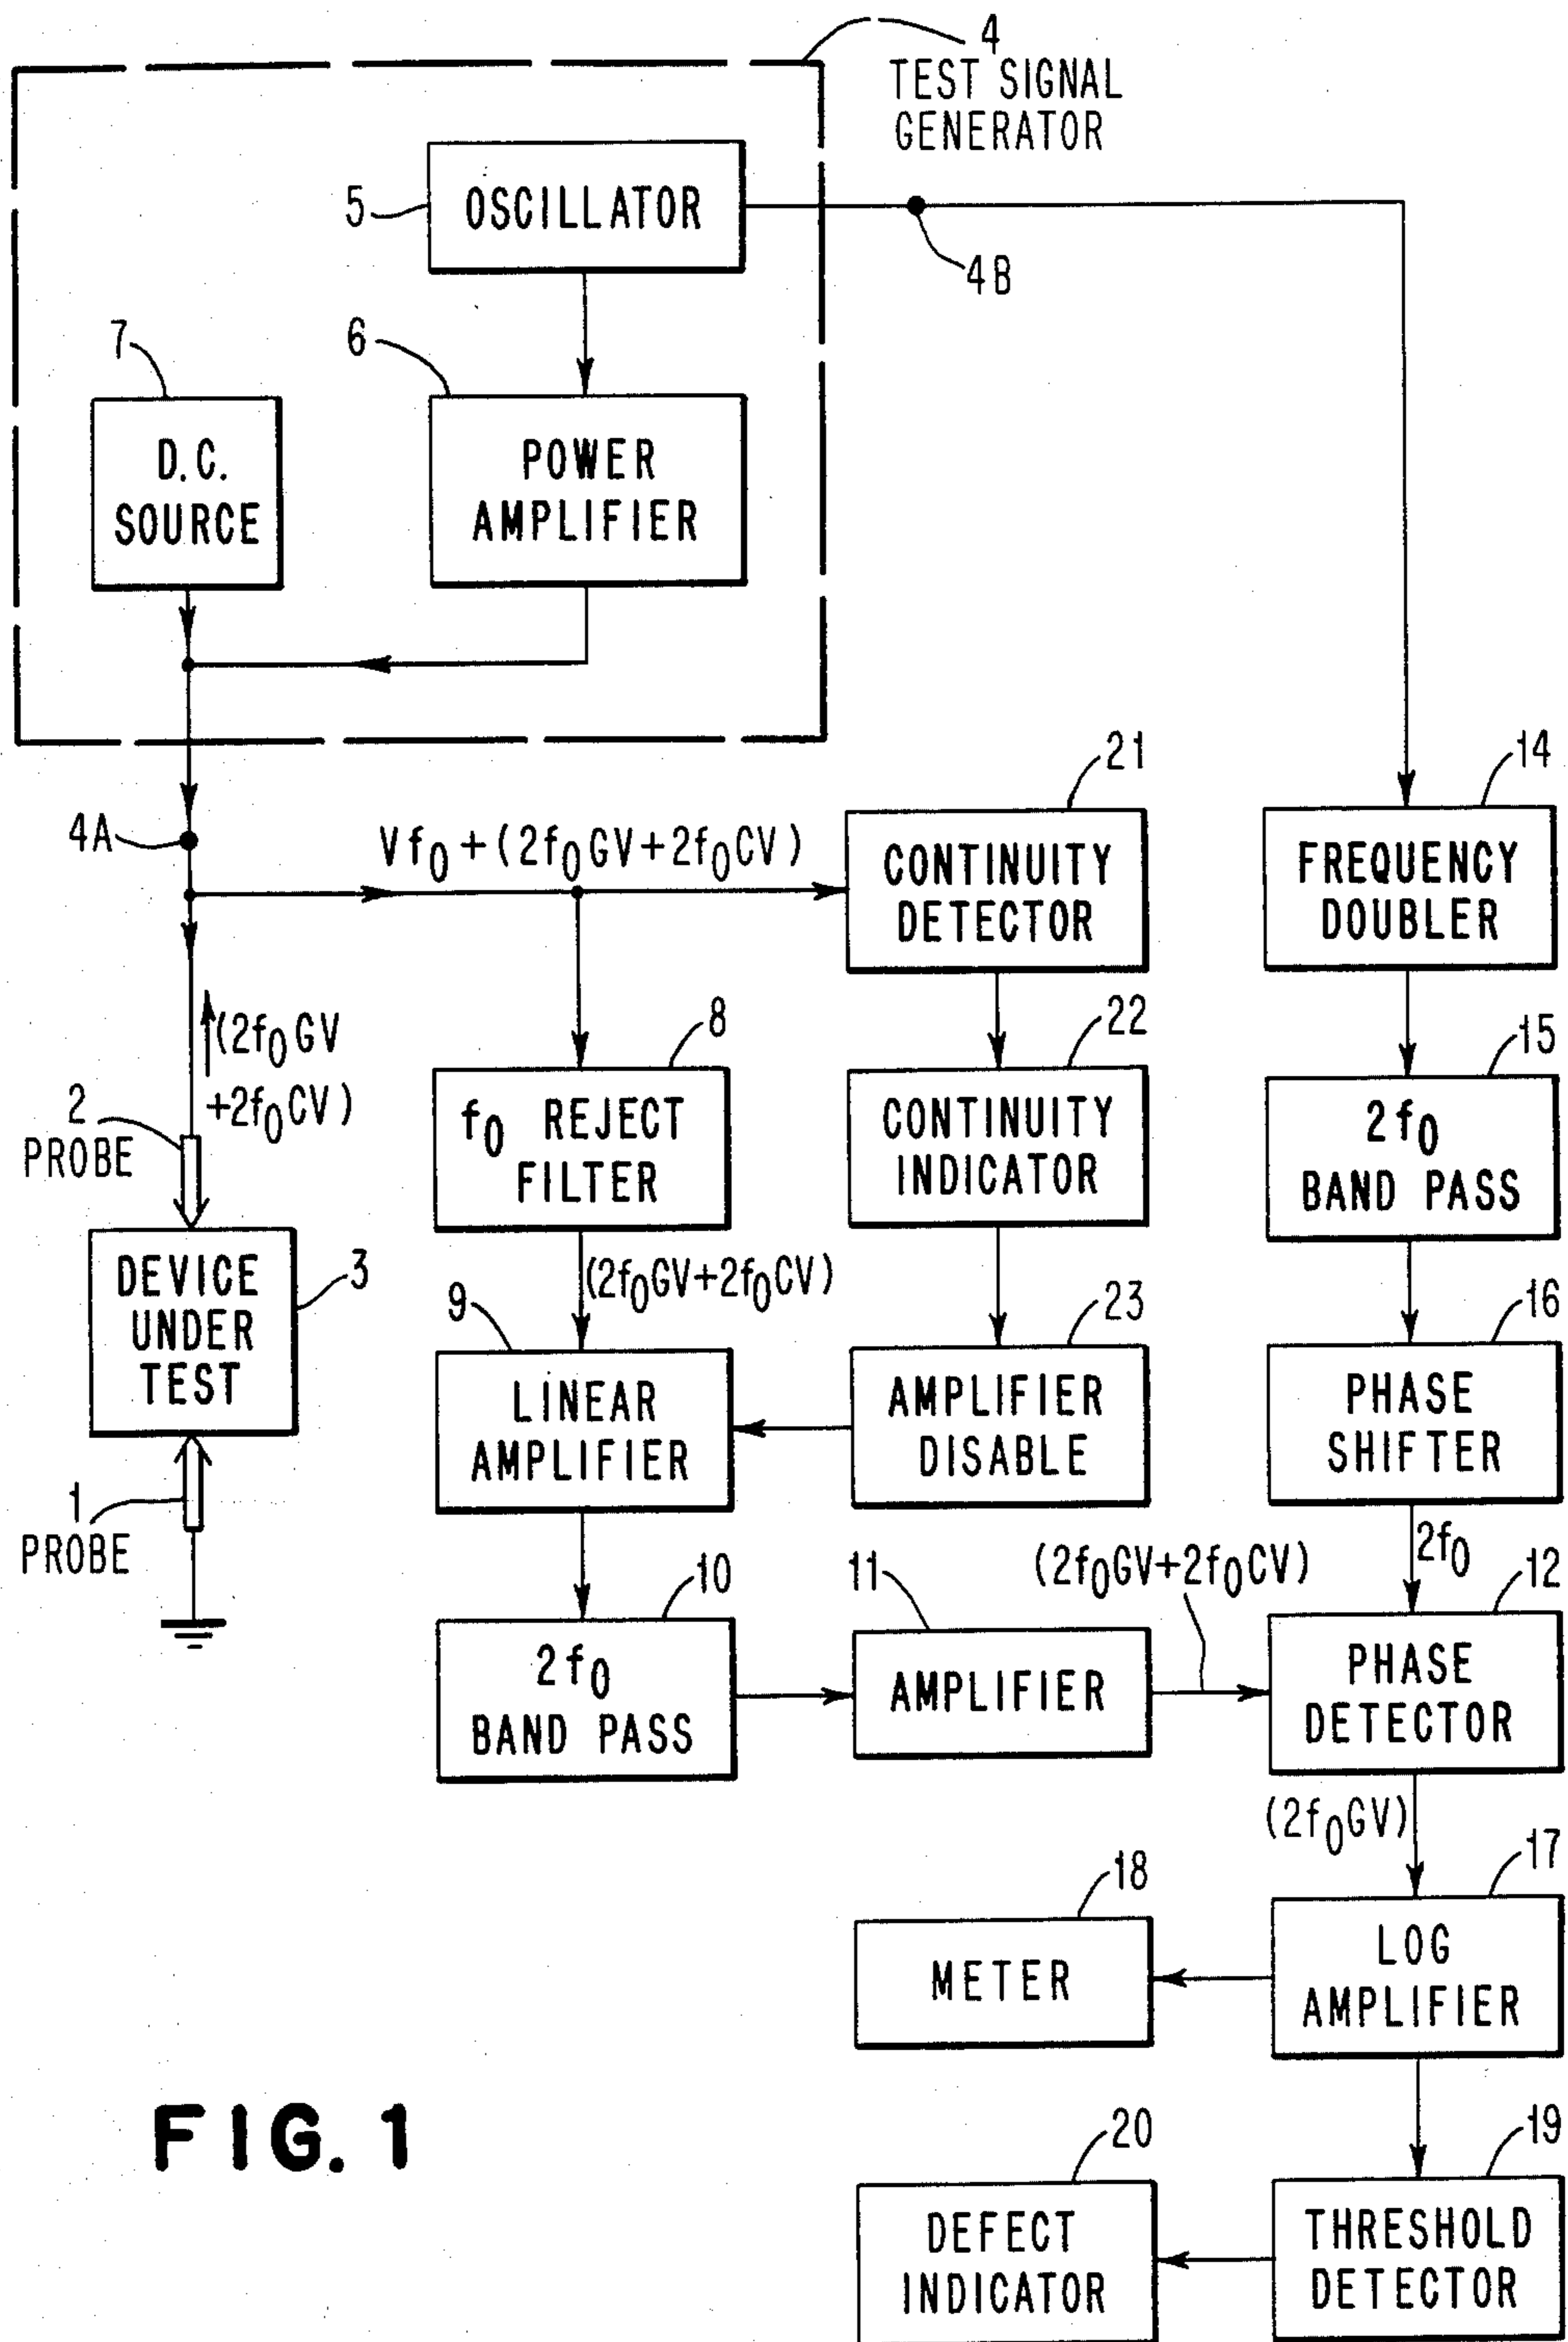 4
TEST SIGNAL
GENERATOR
5
OSCILLATOR
4B
7
6
D.C.
SOURCE
POWER
AMPLIFIER
4A
Vf0+(2f0GV+2f0CV)
21
CONTINUITY
DETECTOR
14
FREQUENCY
DOUBLER
(2f0GV
+2f0CV)
2
PROBE
8
f0 REJECT
FILTER
22
CONTINUITY
INDICATOR
15
2f0
BAND PASS
DEVICE
UNDER
TEST
3
(2f0GV+2f0CV)
9
LINEAR
AMPLIFIER
23
AMPLIFIER
DISABLE
16
PHASE
SHIFTER
1
PROBE
2f0
10
2f0
BAND PASS
11
AMPLIFIER
(2f0GV+2f0CV)
12
PHASE
DETECTOR
(2f0GV)
18
METER
17
LOG
AMPLIFIER
FIG. 1
20
DEFECT
INDICATOR
19
THRESHOLD
DETECTOR